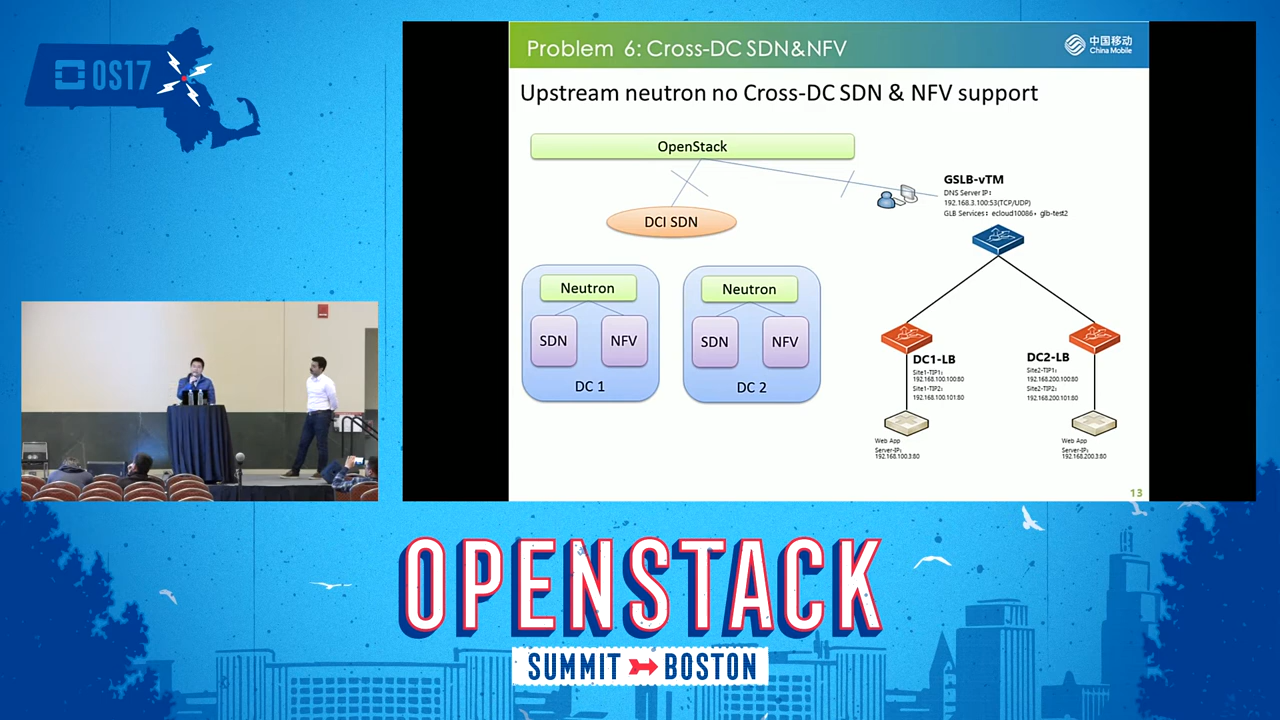 OS17
Problem 6: Cross-DC SDN&NFV
中国移动
China Mobile
Upstream neutron no Cross-DC SDN & NFV support
OpenStack
DCI SDN
GSLB-vTM
DNS Server IP:
192.168.3.100:53(TCP/UDP)
GLB Services: ecloud10086, glb-test2
Neutron
SDN
NFV
DC 1
Neutron
SDN
NFV
DC 2
DC1-LB
Site1-TIP1:
192.168.100.100:80
Site1-TIP2:
192.168.100.101:80
DC2-LB
Site2-TIP1:
192.168.200.100:80
Site2-TIP2:
192.168.200.101:80
Web App
Server-IP:
192.168.100.3:80
Web App
Server-IP:
192.168.200.3:80
13
OPENSTACK
SUMMIT BOSTON